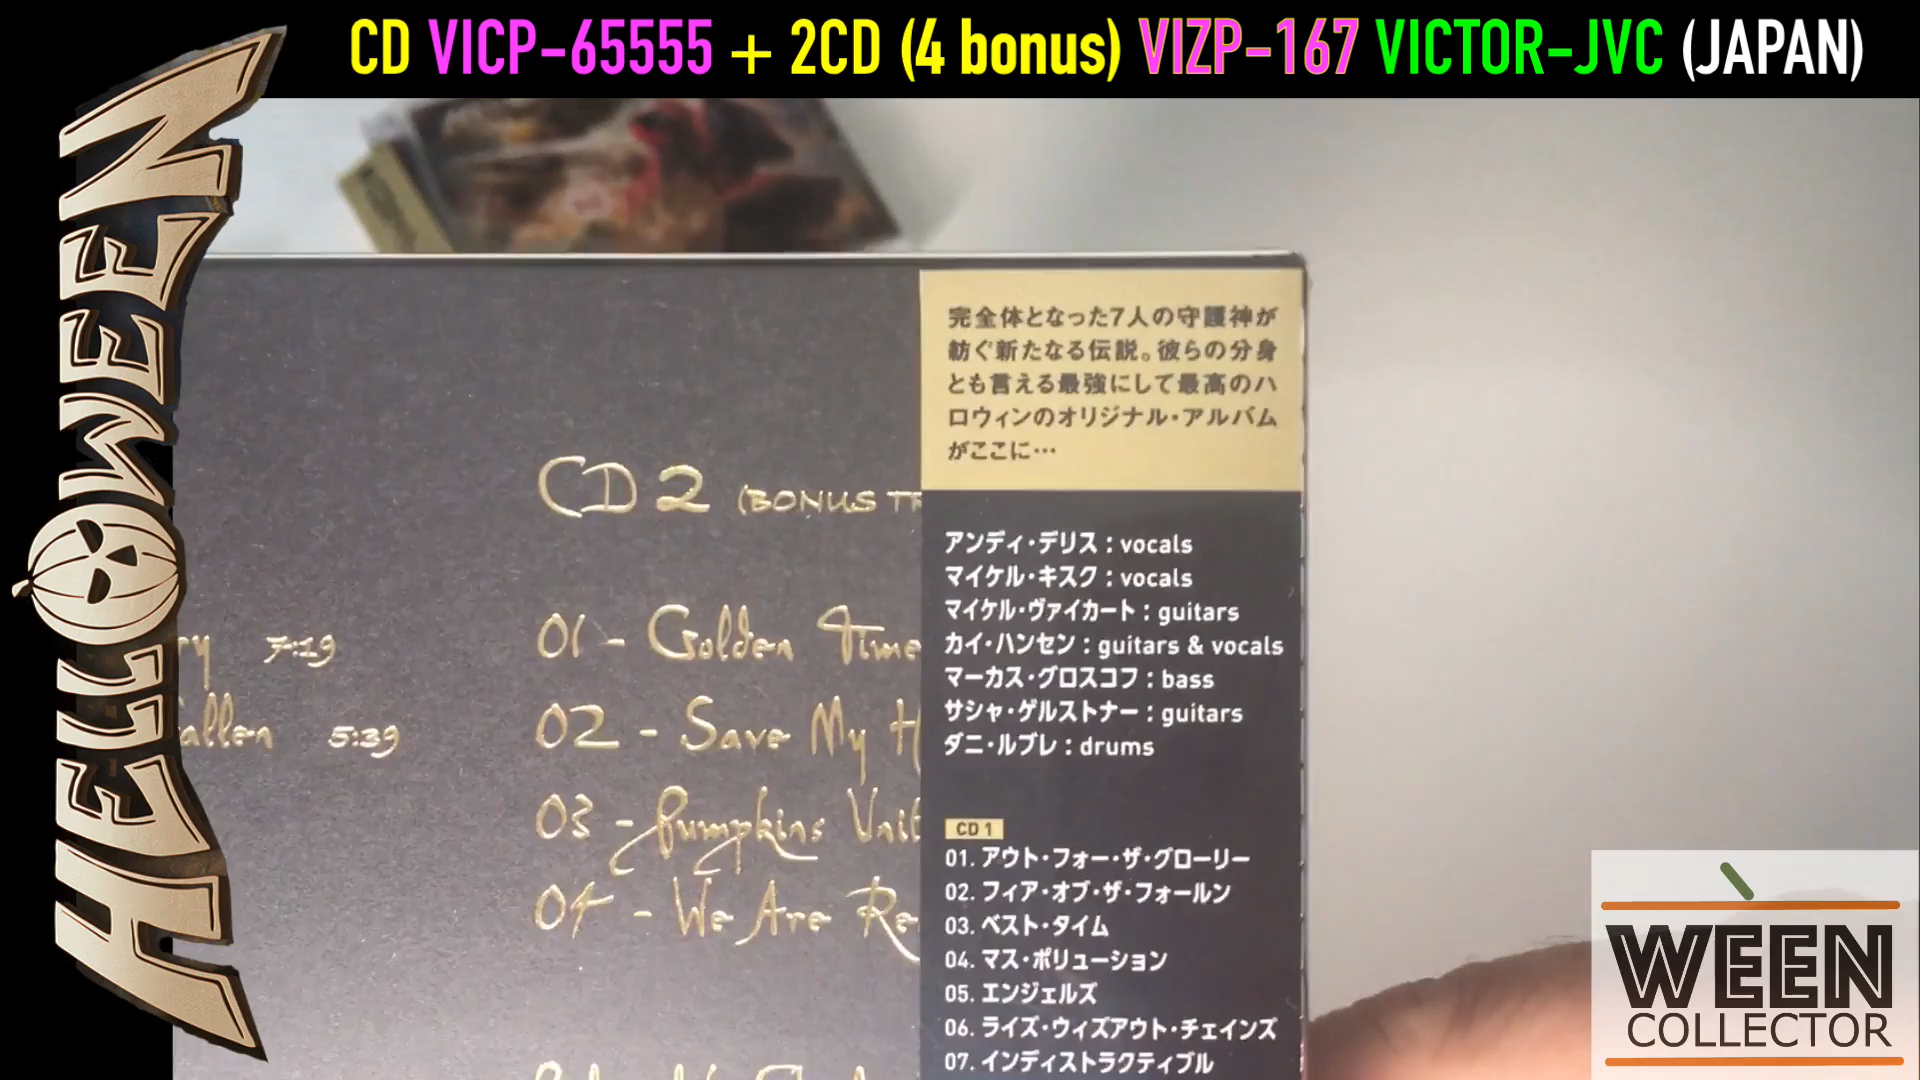 CD VICP-65555 + 2CD (4 bonus) VIZP-167 VICTOR-JVC (JAPAN)
HELLOWEEN
完全体となった7人の守護神が
紡ぐ新たなる伝説。彼らの分身
とも言える最強にして最高のハ
ロウィンのオリジナル・アルバム
がここに…
CD 2 (BONUS TR
7:19
5:39
01 - Golden Time
02 - Save My H
03 - Pumpkins Unit
04 - We Are Re
アンディ・デリス : vocals
マイケル・キスク : vocals
マイケル・ヴァイカート : guitars
カイ・ハンセン : guitars & vocals
マーカス・グロスコフ : bass
サシャ・ゲルストナー : guitars
ダニ・ルブレ : drums
CD 1
01. アウト・フォー・ザ・グローリー
02. フィア・オブ・ザ・フォールン
03. ベスト・タイム
04. マス・ポリューション
05. エンジェルズ
06. ライズ・ウィズアウト・チェインズ
07. インディストラクティブル
WEEN
COLLECTOR